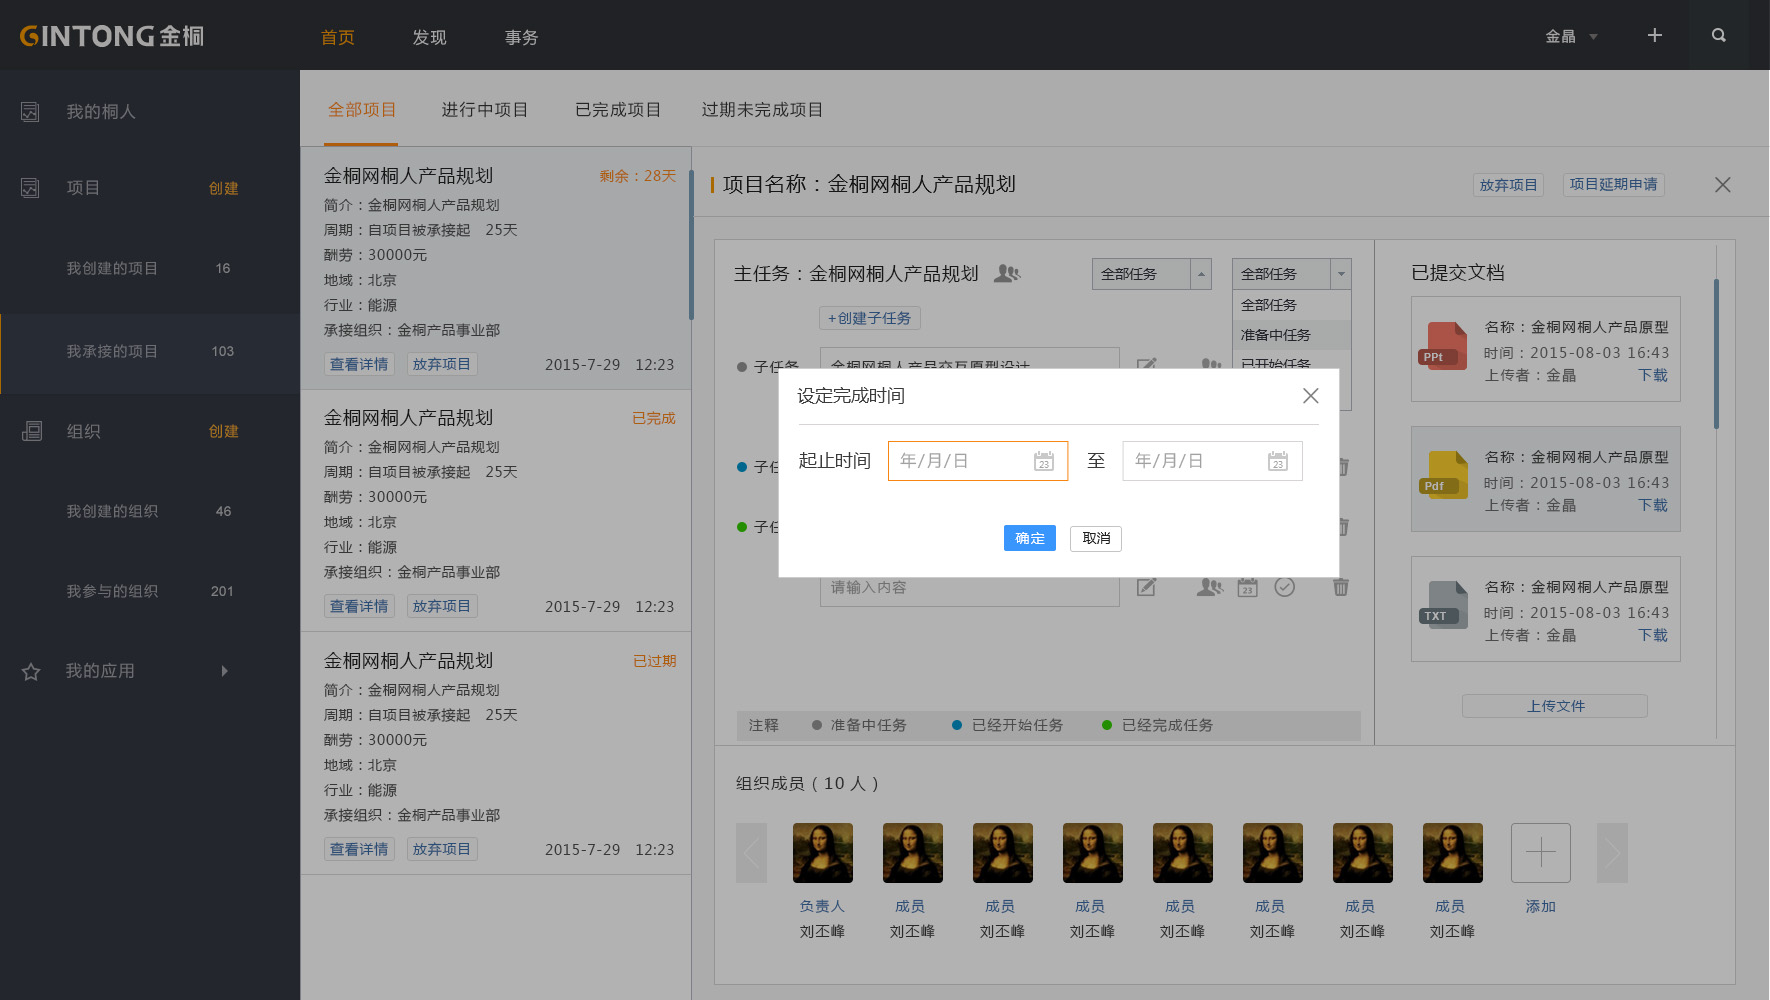 GINTONG金桐
首页
发现
事务
金晶
我的桐人
项目
创建
我创建的项目
16
我承接的项目
103
组织
创建
我创建的组织
46
我参与的组织
201
我的应用
全部项目
进行中项目
已完成项目
过期未完成项目
金桐网桐人产品规划
剩余：28天
简介：金桐网桐人产品规划
周期：自项目被承接起 25天
酬劳：30000元
地域：北京
行业：能源
承接组织：金桐产品事业部
查看详情
放弃项目
2015-7-29 12:23
金桐网桐人产品规划
已完成
简介：金桐网桐人产品规划
周期：自项目被承接起 25天
酬劳：30000元
地域：北京
行业：能源
承接组织：金桐产品事业部
查看详情
放弃项目
2015-7-29 12:23
金桐网桐人产品规划
已过期
简介：金桐网桐人产品规划
周期：自项目被承接起 25天
酬劳：30000元
地域：北京
行业：能源
承接组织：金桐产品事业部
查看详情
放弃项目
2015-7-29 12:23
项目名称：金桐网桐人产品规划
放弃项目
项目延期申请
主任务：金桐网桐人产品规划
全部任务
全部任务
全部任务
准备中任务
已开始任务
+创建子任务
子任务
金桐网桐人产品交互原型设计
子任
子任
设定完成时间
起止时间
年/月/日
23
至
年/月/日
23
确定
取消
请输入内容
23
注释
准备中任务
已经开始任务
已经完成任务
已提交文档
PPt
名称：金桐网桐人产品原型
时间：2015-08-03 16:43
上传者：金晶
下载
Pdf
名称：金桐网桐人产品原型
时间：2015-08-03 16:43
上传者：金晶
下载
TXT
名称：金桐网桐人产品原型
时间：2015-08-03 16:43
上传者：金晶
下载
上传文件
组织成员（10 人）
负责人
成员
成员
成员
成员
成员
成员
成员
添加
刘丕峰
刘丕峰
刘丕峰
刘丕峰
刘丕峰
刘丕峰
刘丕峰
刘丕峰